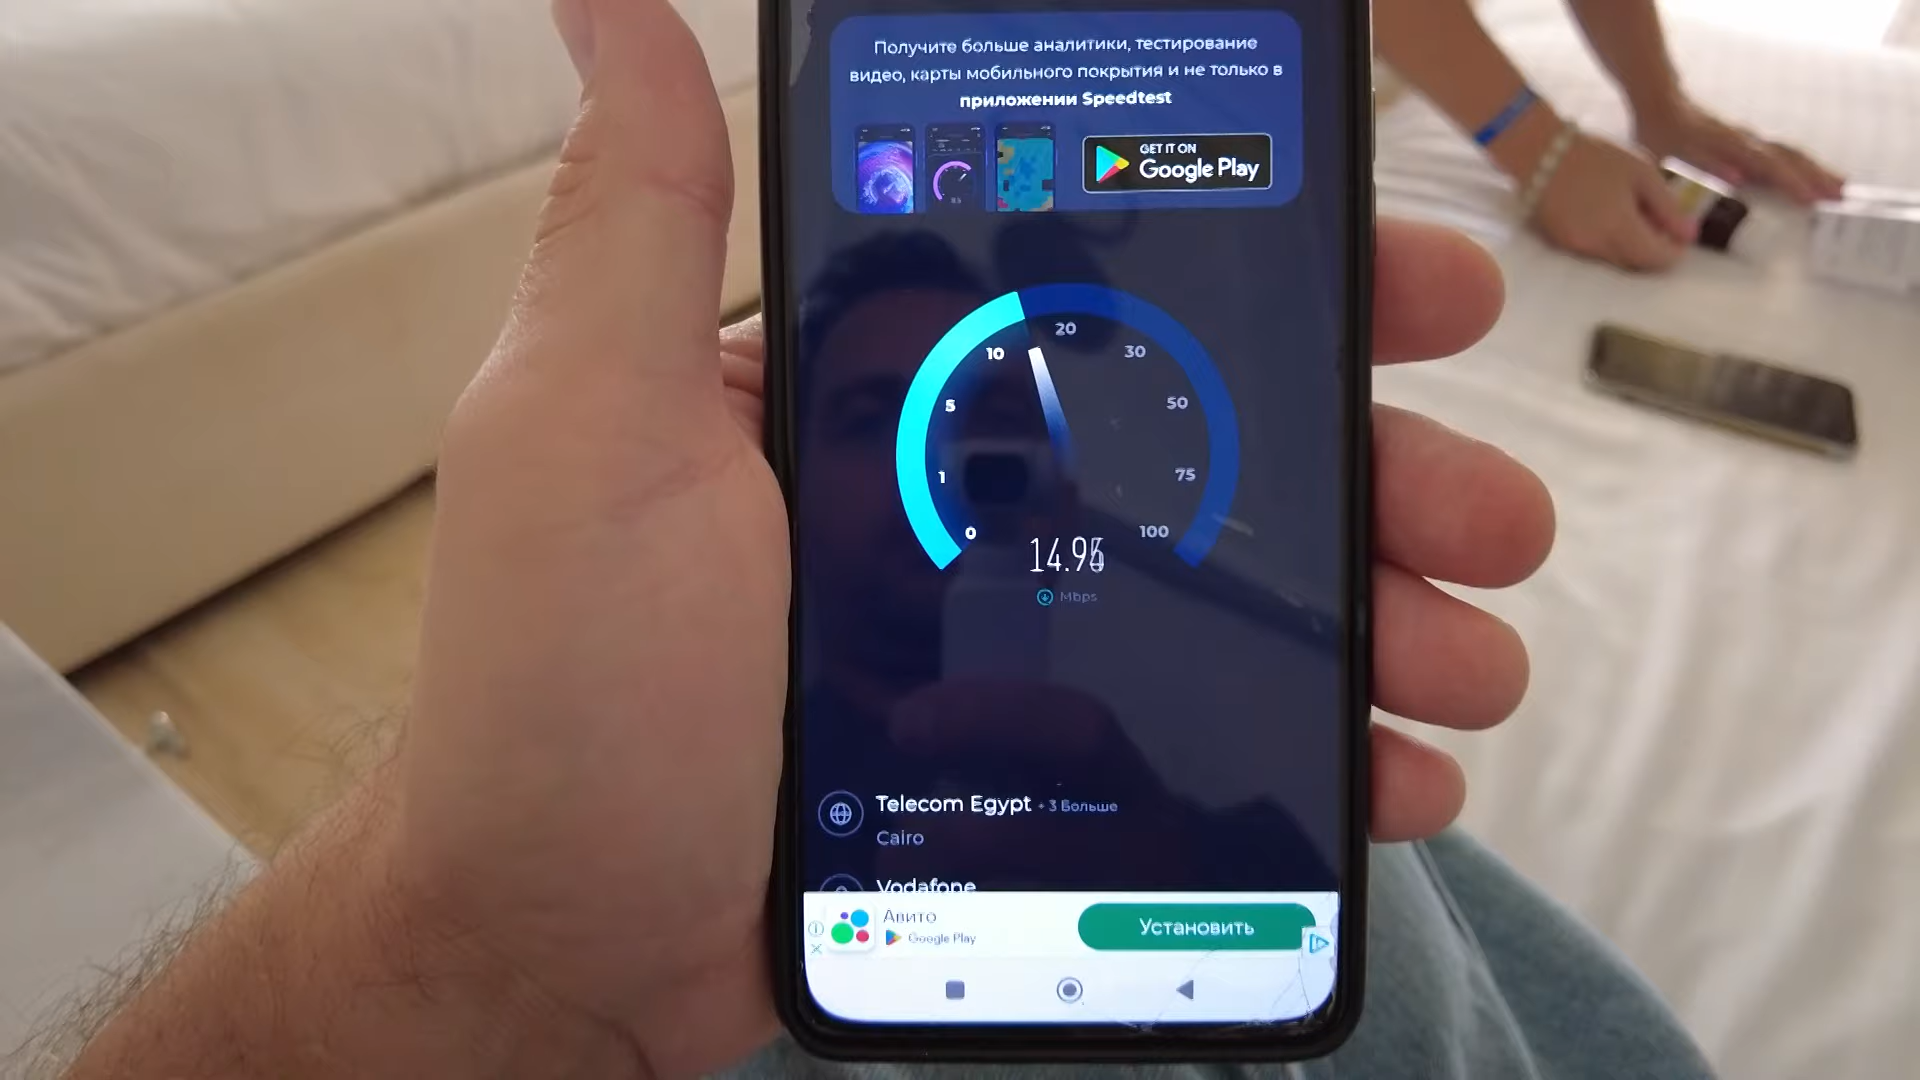 Получите больше аналитики, тестирование
видео, карты мобильного покрытия и не только в
приложении Speedtest
GET IT ON
Google Play
20
10
30
5
50
1
75
0
100
Mbps
Telecom Egypt + 3 Больше
Cairo
Vodafone
Авито
Google Play
Установить